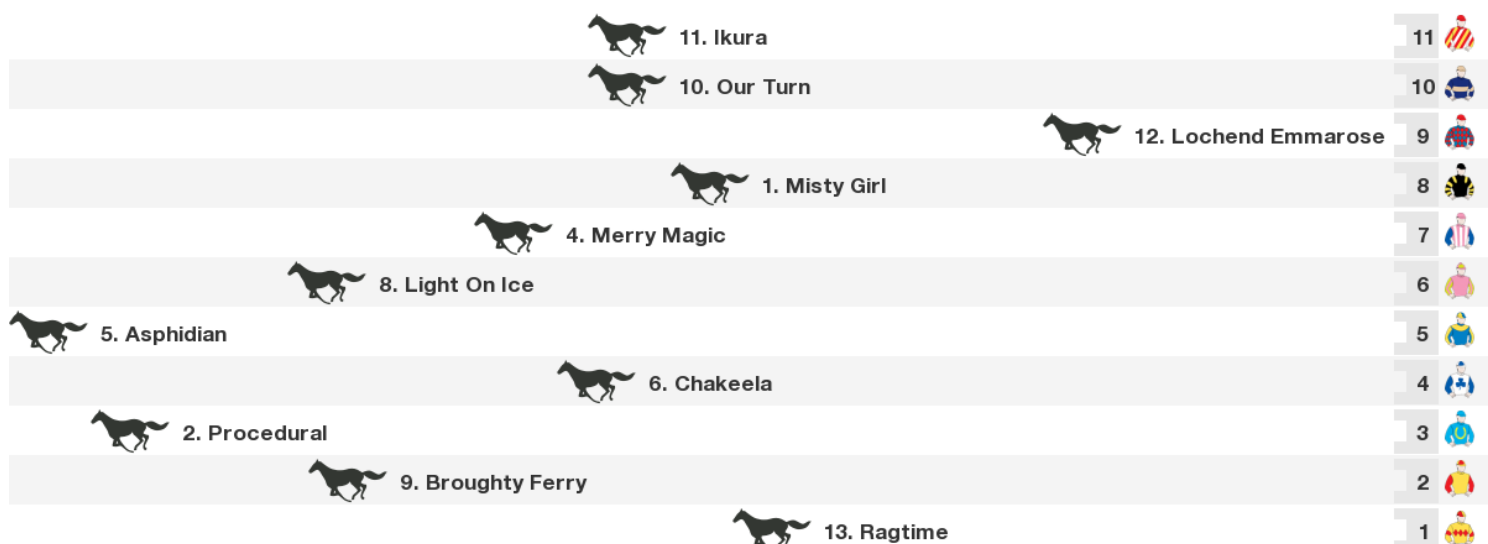 11. Ikura 11
10. Our Turn 10
12. Lochend Emmarose 9
1. Misty Girl 8
4. Merry Magic 7
8. Light On Ice 6
5. Asphidian 5
6. Chakeela 4
2. Procedural 3
9. Broughty Ferry 2
13. Ragtime 1